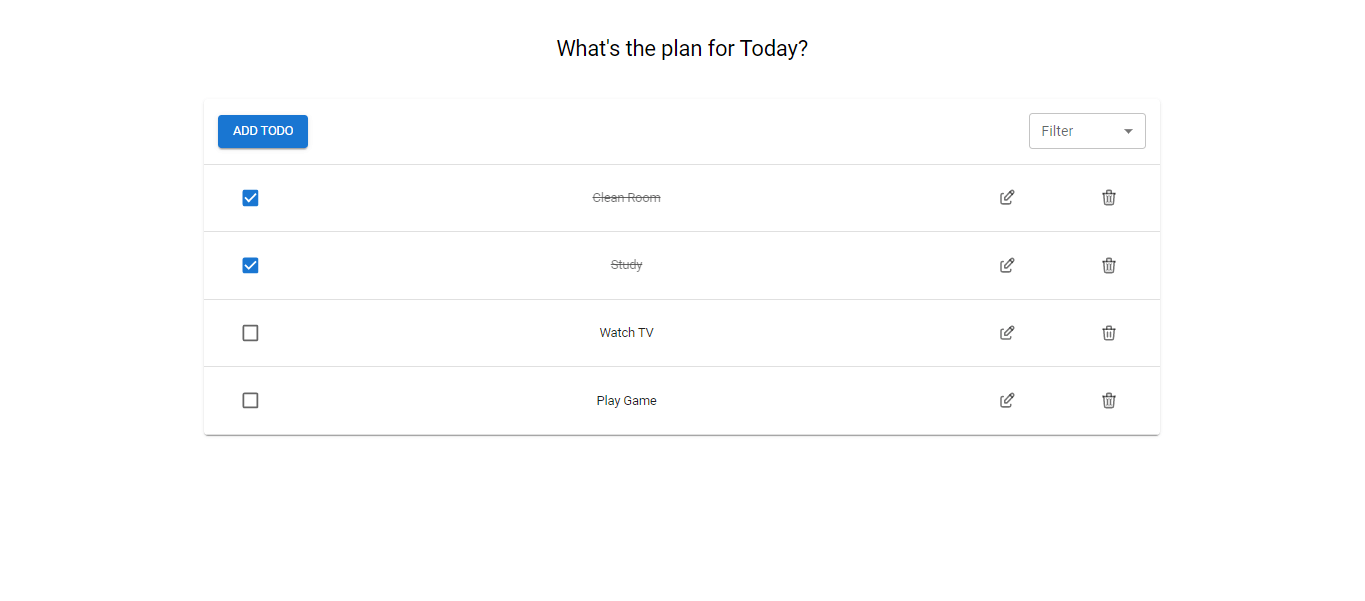 What's the plan for Today?
ADD TODO
Filter
Clean Room
Study
Watch TV
Play Game